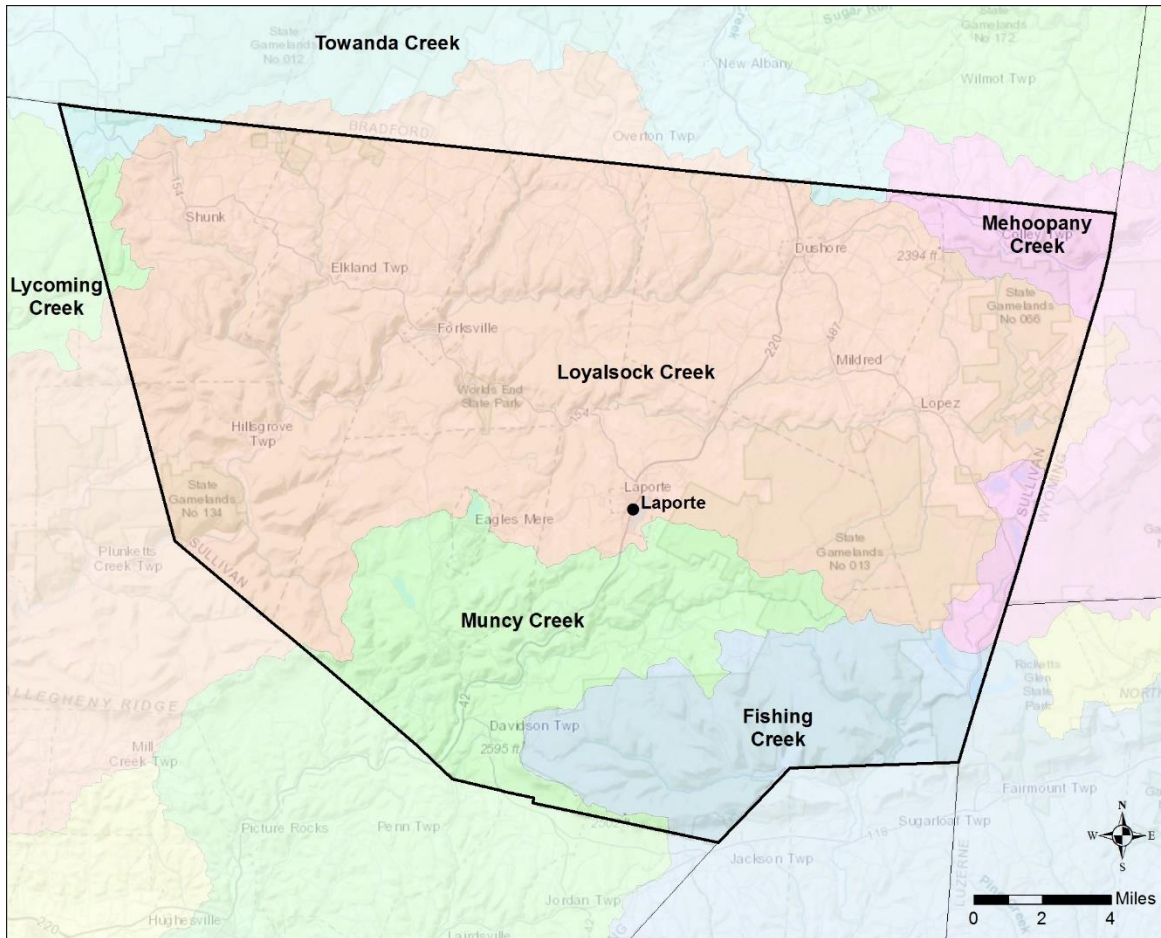 Towanda Creek
State
Gamelands
No 012
Creek
State
Gamelands
No 172
New Albany
Wilmot Twp
BRADFORD
Overton Twp
154
Shunk
Mehoopany
Creek
Colley Twp
Dushore
2394 ft
Lycoming
Creek
Elkland Twp
State
Gamelands
No 066
Forksville
220
487
Mildred
Loyalsock Creek
Worlds End
State Park
154
Lopez
Hillsgrove
Twp
State
Gamelands
No 134
Laporte
Laporte
Eagles Mere
SULLIVAN
WYOMING
State
Gamelands
No 013
Plunketts
Creek Twp
SULLIVAN
Muncy Creek
Ricketts
Glen
State
Park
NORTH
ALLEGHENY RIDGE
42
Davidson Twp
2595 ft
Fishing
Creek
Mill
Creek Twp
Fairmount Twp
Picture Rocks
Penn Twp
Sugarloaf Twp
118
Jackson Twp
LUZERNE
Jordan Twp
42
220
Hughesville
Lairdsville
N
W
E
S
Miles
0
2
4